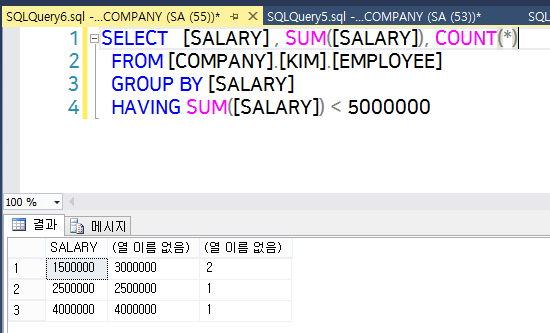 SQLQuery6.sql -...COMPANY (SA (55))* SQLQuery5.sql -...COMPANY (SA (53))* SQL
1 SELECT [SALARY] , SUM([SALARY]), COUNT(*)
2 FROM [COMPANY].[KIM].[EMPLOYEE]
3 GROUP BY [SALARY]
4 HAVING SUM([SALARY]) < 5000000
100 %
결과 메시지
SALARY (열 이름 없음) (열 이름 없음)
1 1500000 3000000 2
2 2500000 2500000 1
3 4000000 4000000 1